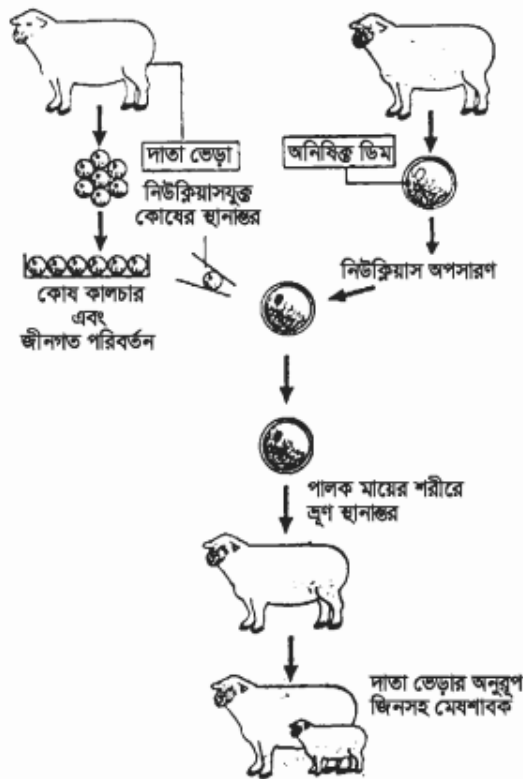 দাতা ভেড়া
অনিষিক্ত ডিম
নিউক্লিয়াসযুক্ত
কোষের স্থানান্তর
নিউক্লিয়াস অপসারণ
কোষ কালচার
এবং
জীনগত পরিবর্তন
পালক মায়ের শরীরে
ভ্রূণ স্থানান্তর
দাতা ভেড়ার অনুরূপ
জিনসহ মেষশাবক